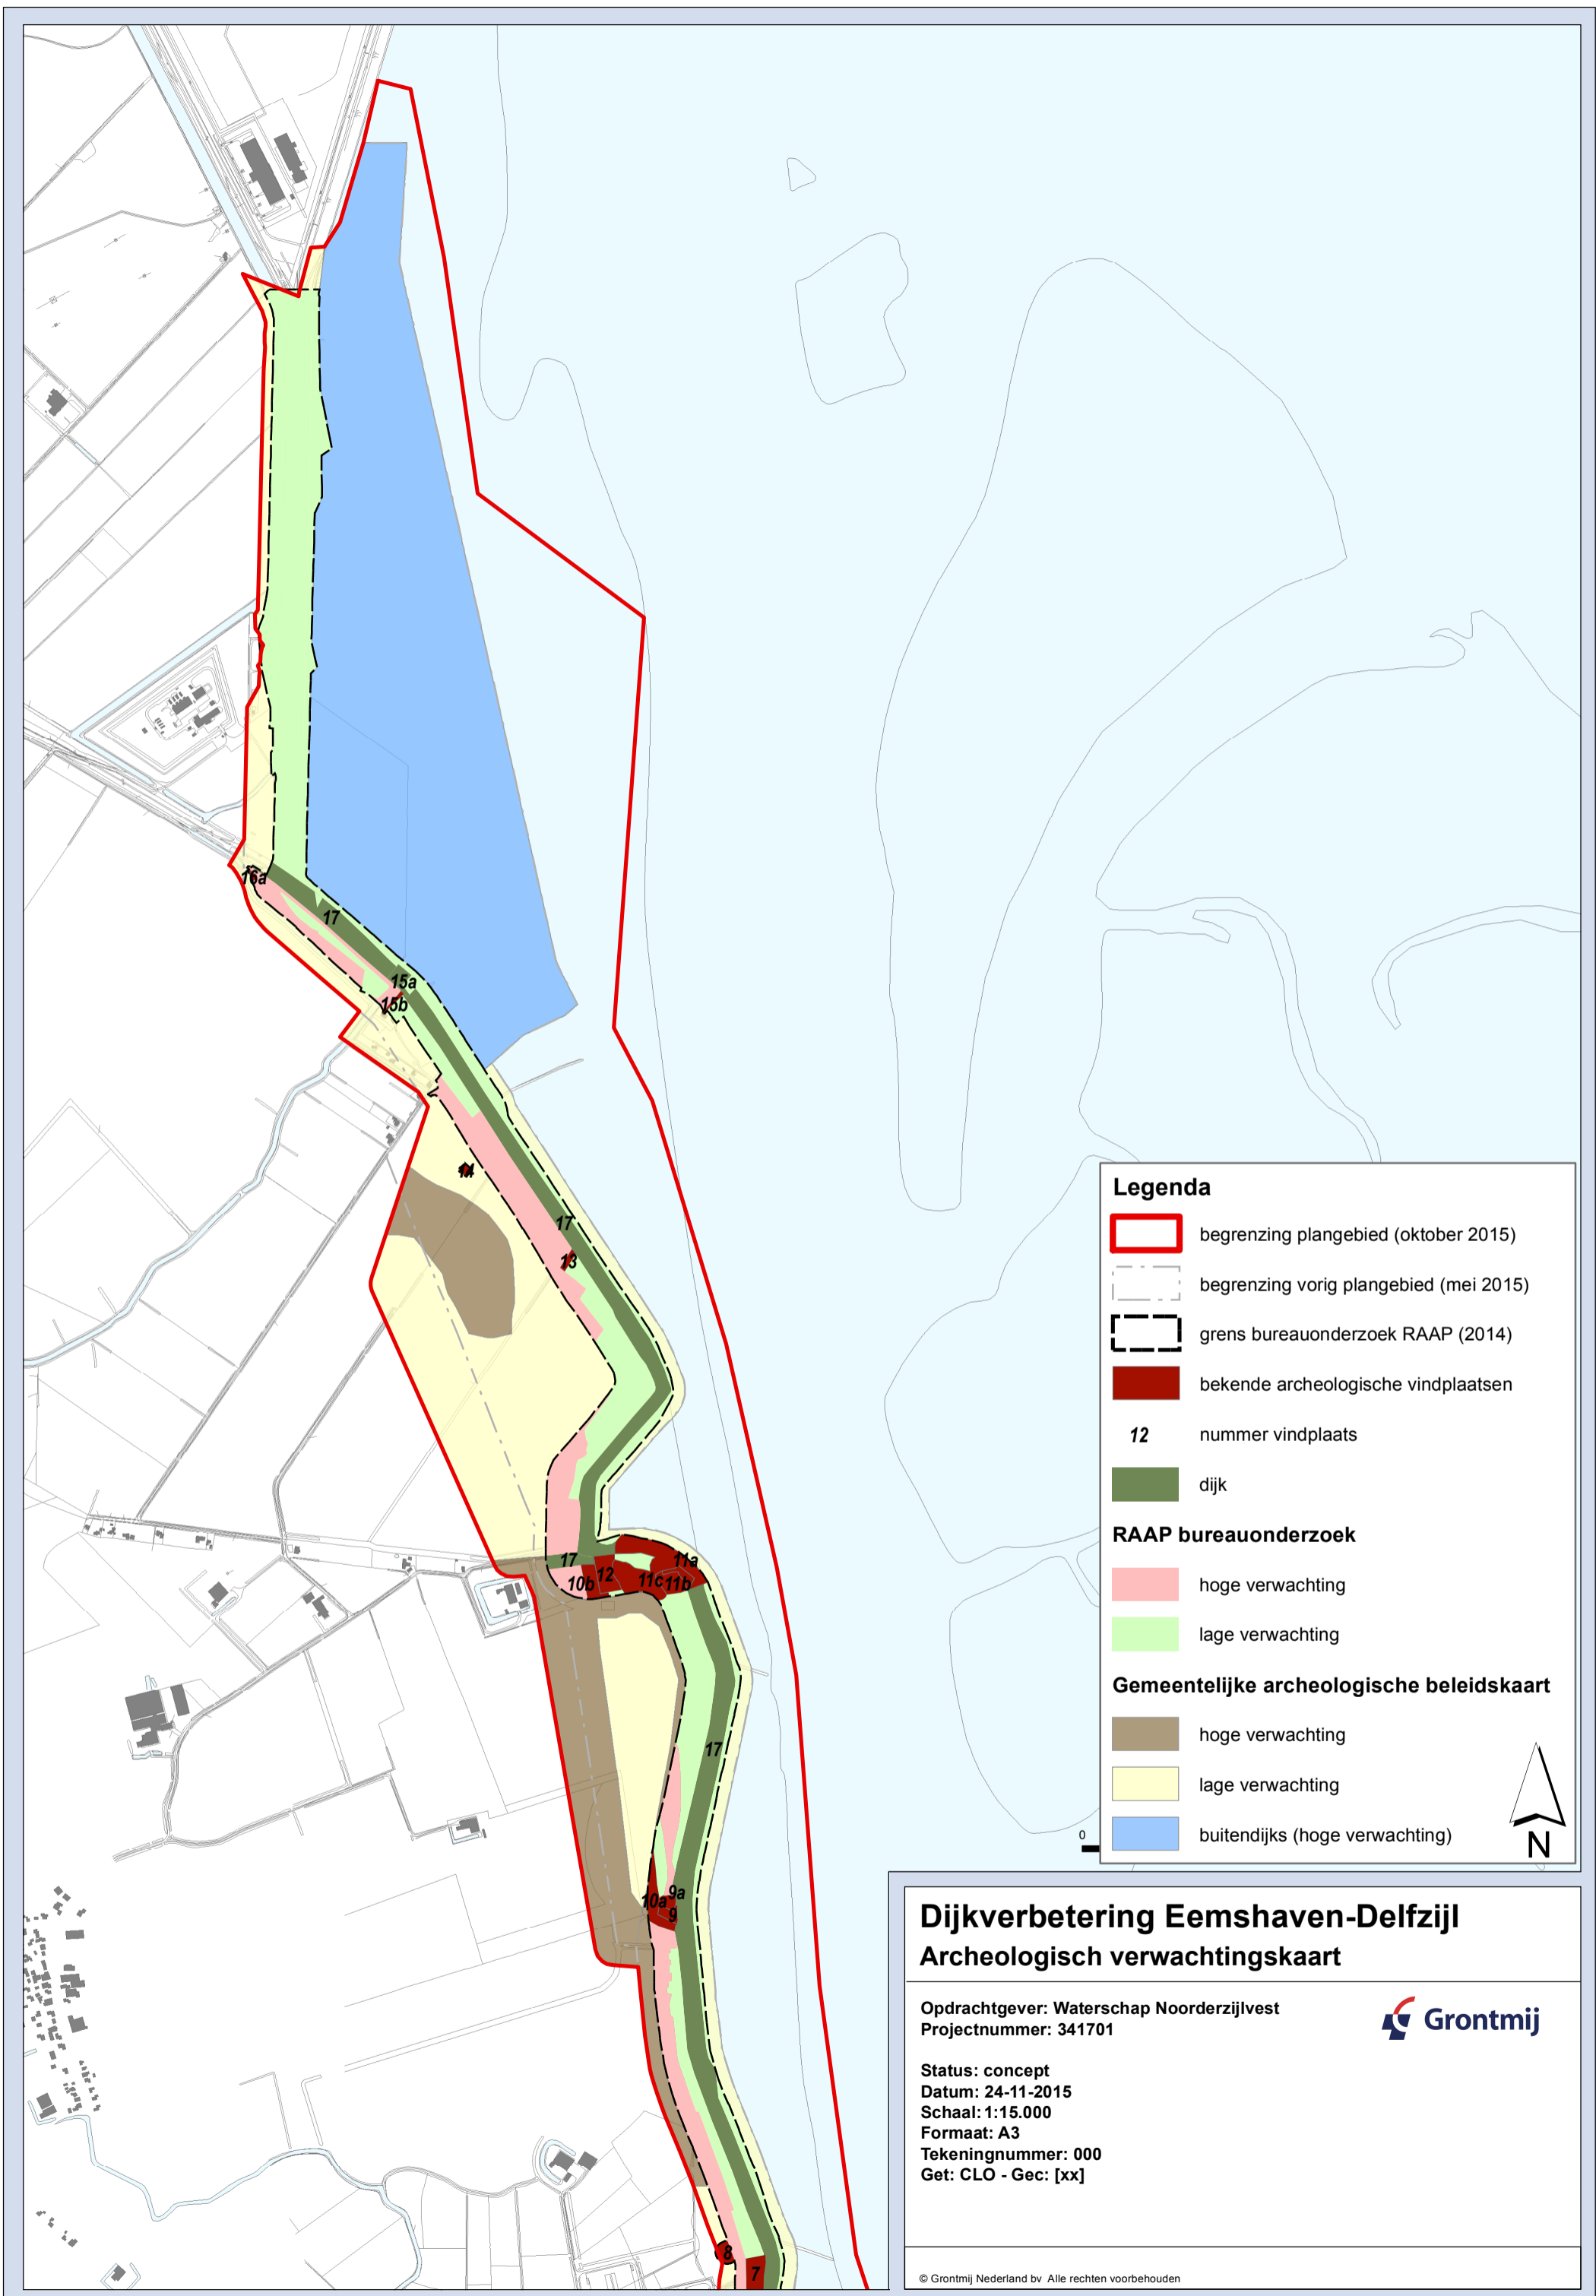 16a
17
15a
15b
14
17
13
17
10b
12
11c
11b
11a
17
10a
9a
9
8
7
Legenda
begrenzing plangebied (oktober 2015)
begrenzing vorig plangebied (mei 2015)
grens bureauonderzoek RAAP (2014)
bekende archeologische vindplaatsen
12 nummer vindplaats
dijk
RAAP bureauonderzoek
hoge verwachting
lage verwachting
Gemeentelijke archeologische beleidskaart
hoge verwachting
lage verwachting
buitendijks (hoge verwachting)
N
0
Dijkverbetering Eemshaven-Delfzijl
Archeologisch verwachtingskaart
Opdrachtgever: Waterschap Noorderzijlvest
Projectnummer: 341701
Grontmij
Status: concept
Datum: 24-11-2015
Schaal: 1:15.000
Formaat: A3
Tekeningnummer: 000
Get: CLO - Gec: [xx]
© Grontmij Nederland bv Alle rechten voorbehouden